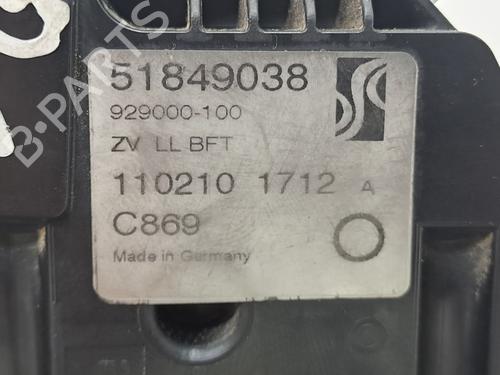 51849038
929000-100
ZV LL BFT
110210 1712 A
C869
Made in Germany
B-PARTS